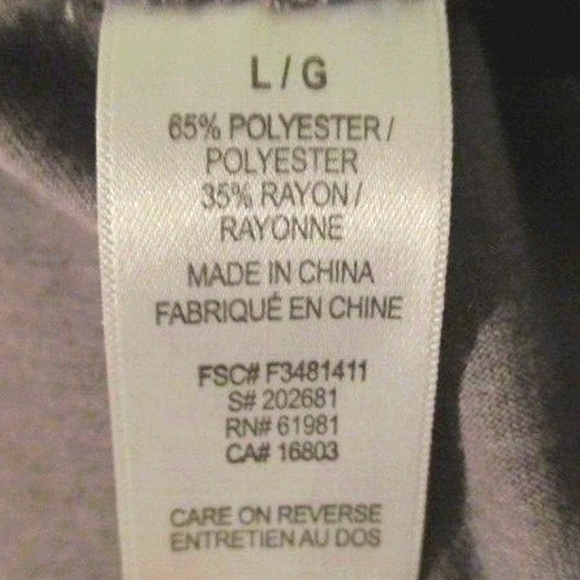 L / G
65% POLYESTER /
POLYESTER
35% RAYON /
RAYONNE
MADE IN CHINA
FABRIQUÉ EN CHINE
FSC# F3481411
S# 202681
RN# 61981
CA# 16803
CARE ON REVERSE
ENTRETIEN AU DOS